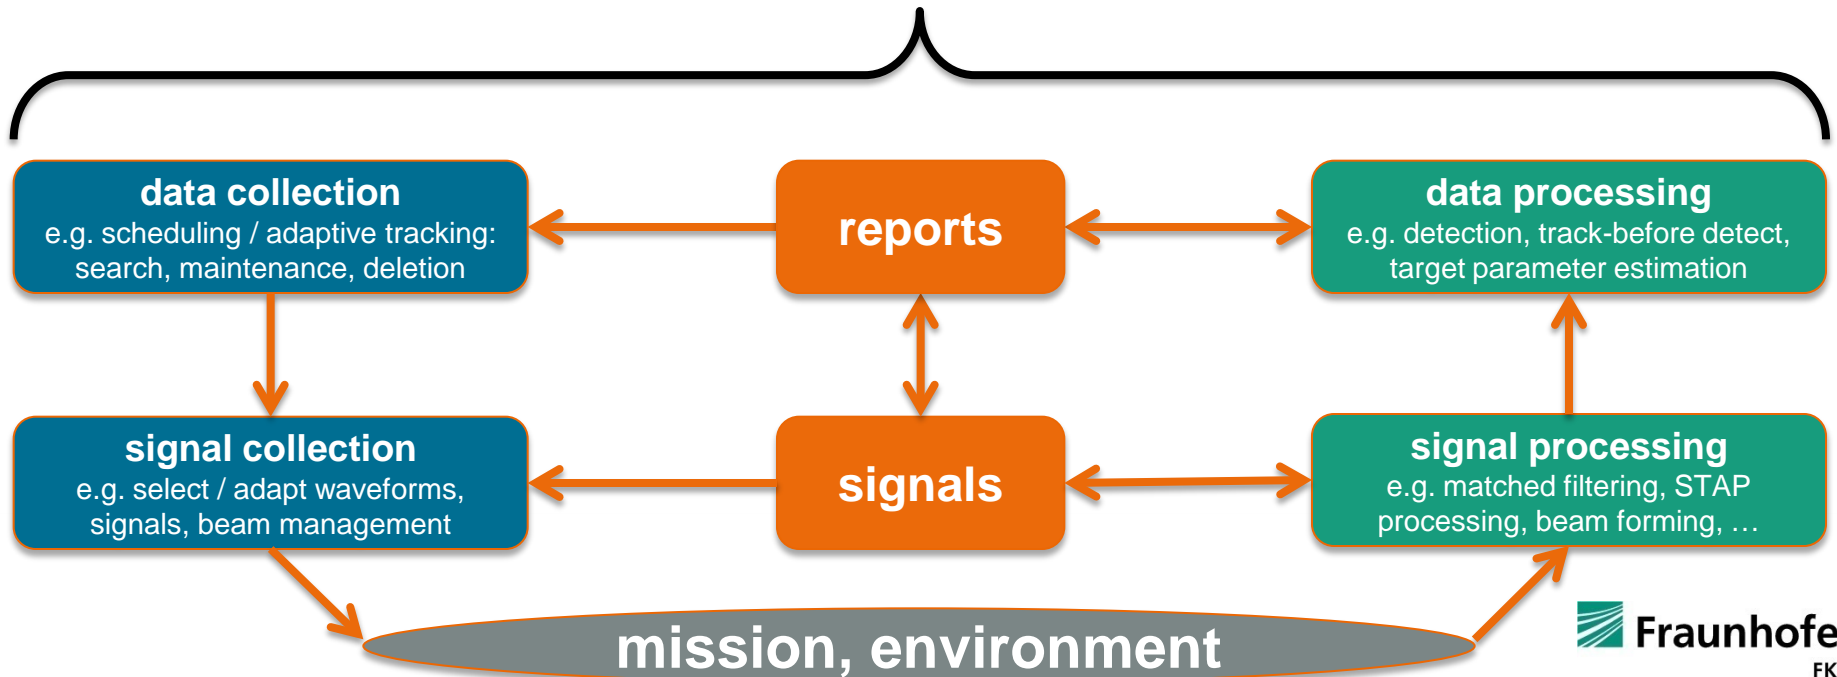 data collection
e.g. scheduling / adaptive tracking:
search, maintenance, deletion
reports
data processing
e.g. detection, track-before detect,
target parameter estimation
signal collection
e.g. select / adapt waveforms,
signals, beam management
signals
signal processing
e.g. matched filtering, STAP
processing, beam forming, …
mission, environment
Fraunhofe
FK